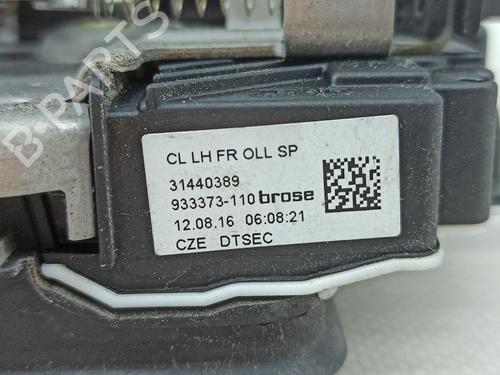 CL LH FR OLL SP
31440389
933373-110 brose
12.08.16 06:08:21
CZE DTSEC
B-PARTS